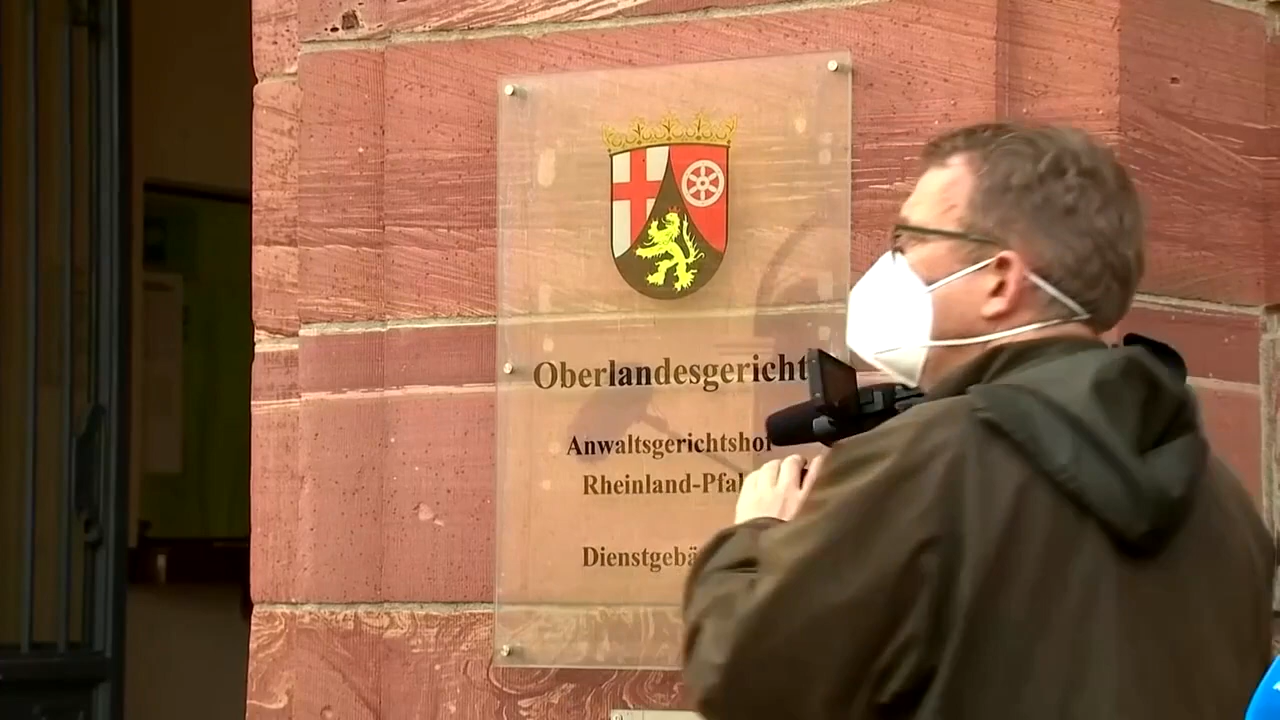 Oberlandesgericht
Anwaltsgerichtshof
Rheinland-Pfal
Dienstgebä